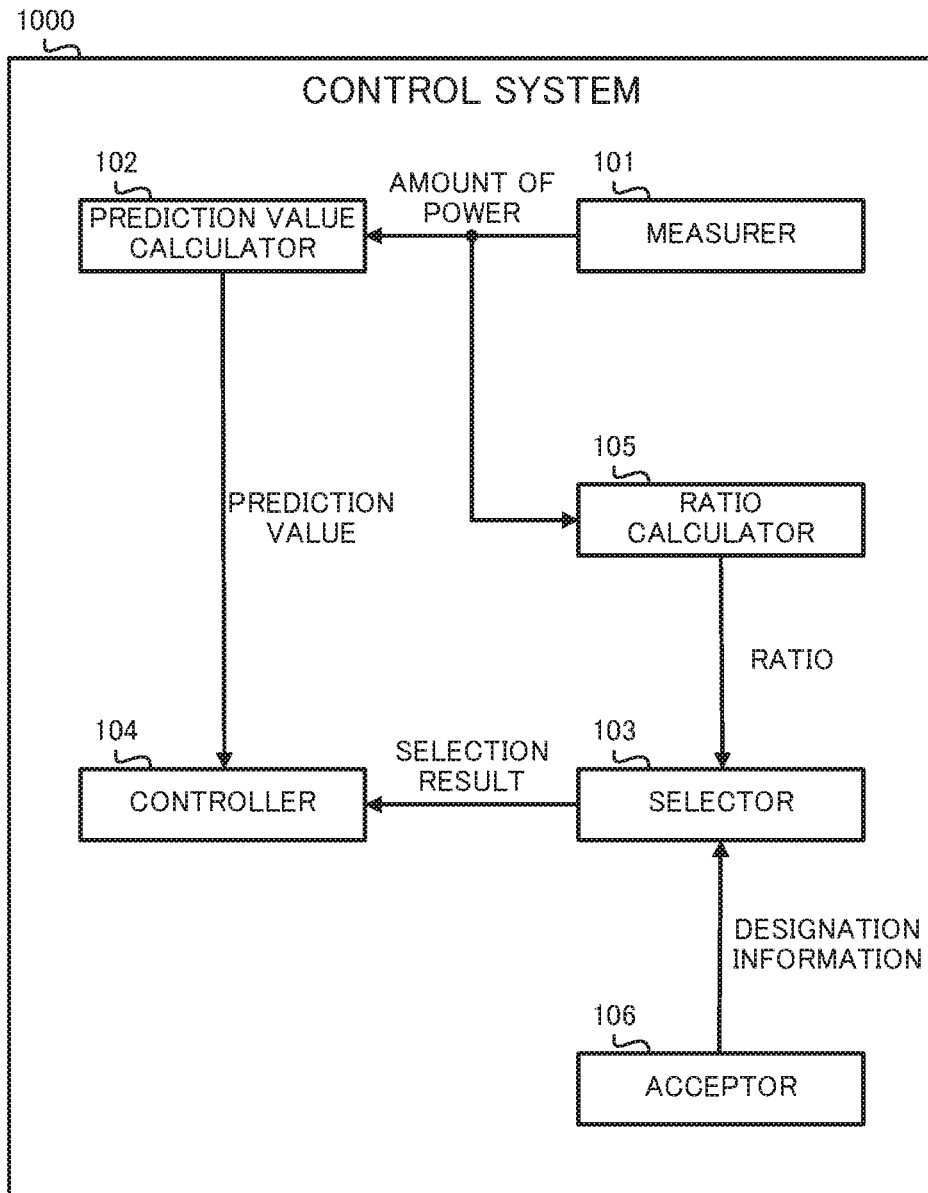 1000
CONTROL SYSTEM
102
PREDICTION VALUE
CALCULATOR
AMOUNT OF
POWER
101
MEASURER
105
RATIO
CALCULATOR
PREDICTION
VALUE
RATIO
104
CONTROLLER
SELECTION
RESULT
103
SELECTOR
DESIGNATION
INFORMATION
106
ACCEPTOR